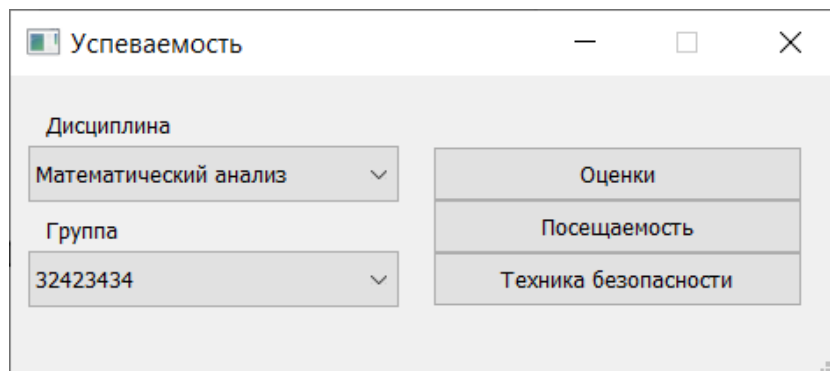 Успеваемость
Дисциплина
Математический анализ
Группа
32423434
Оценки
Посещаемость
Техника безопасности